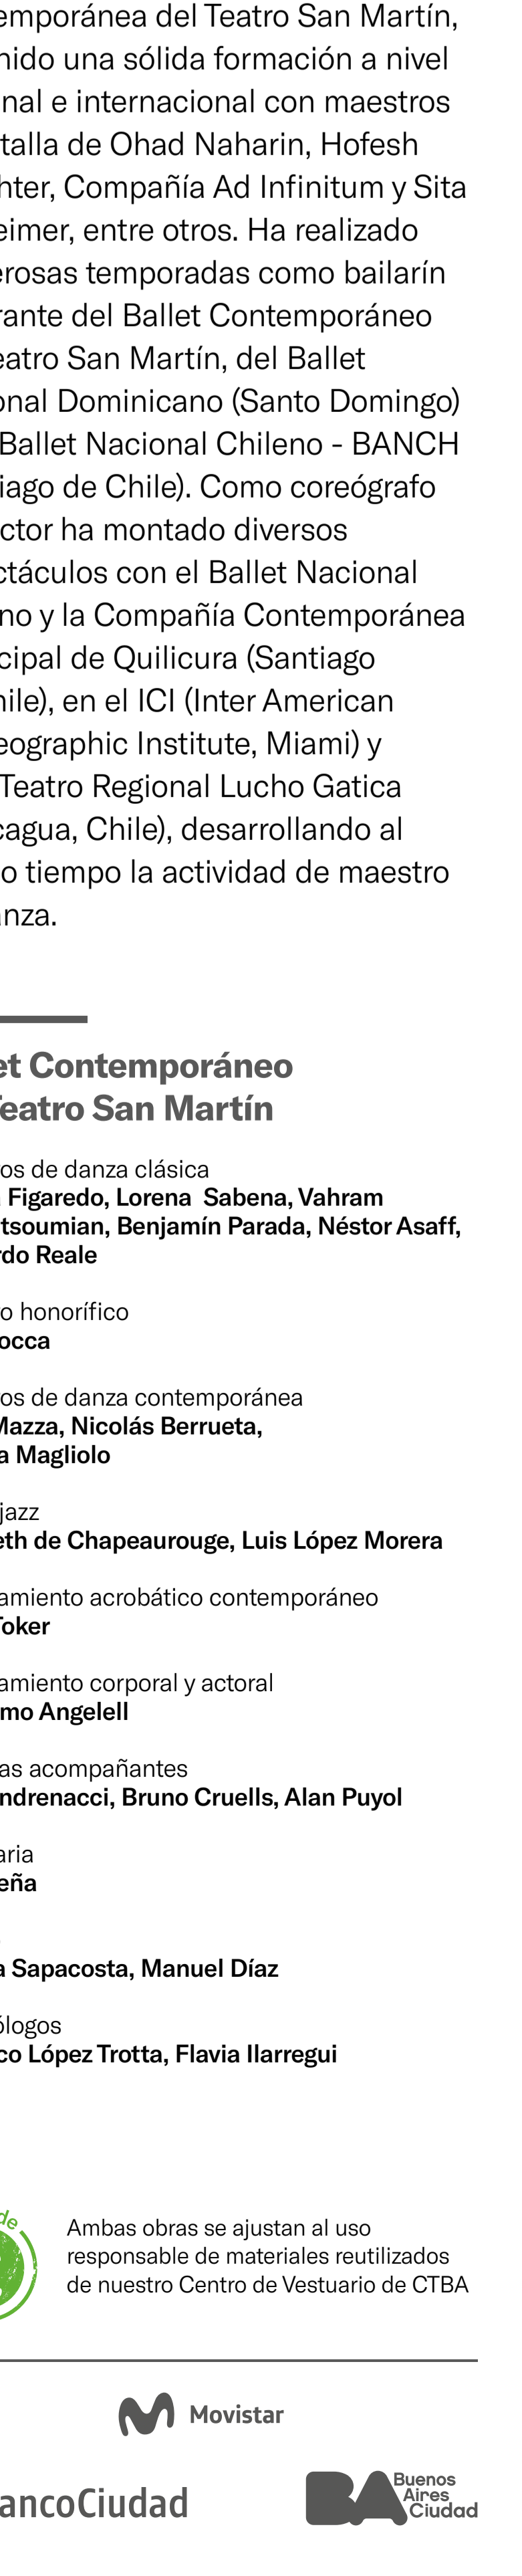 emporánea del Teatro San Martín,
nido una sólida formación a nivel
nal e internacional con maestros
talla de Ohad Naharin, Hofesh
hter, Compañía Ad Infinitum y Sita
eimer, entre otros. Ha realizado
erosas temporadas como bailarín
rante del Ballet Contemporáneo
eatro San Martín, del Ballet
onal Dominicano (Santo Domingo)
Ballet Nacional Chileno - BANCH
iago de Chile). Como coreógrafo
ctor ha montado diversos
ctáculos con el Ballet Nacional
no y la Compañía Contemporánea
cipal de Quilicura (Santiago
hile), en el ICI (Inter American
eographic Institute, Miami) y
Teatro Regional Lucho Gatica
cagua, Chile), desarrollando al
o tiempo la actividad de maestro
anza.
et Contemporáneo
Teatro San Martín
os de danza clásica
Figaredo, Lorena Sabena, Vahram
tsoumian, Benjamín Parada, Néstor Asaff,
rdo Reale
o honorífico
occa
ros de danza contemporánea
Mazza, Nicolás Berrueta,
a Magliolo
jazz
eth de Chapeaurouge, Luis López Morera
amiento acrobático contemporáneo
Toker
amiento corporal y actoral
mo Angelell
as acompañantes
ndrenacci, Bruno Cruells, Alan Puyol
aria
eña
a Sapacosta, Manuel Díaz
ólogos
co López Trotta, Flavia Ilarregui
de
Ambas obras se ajustan al uso
responsable de materiales reutilizados
de nuestro Centro de Vestuario de CTBA
Movistar
ancoCiudad
BA Buenos
Aires
Ciudad